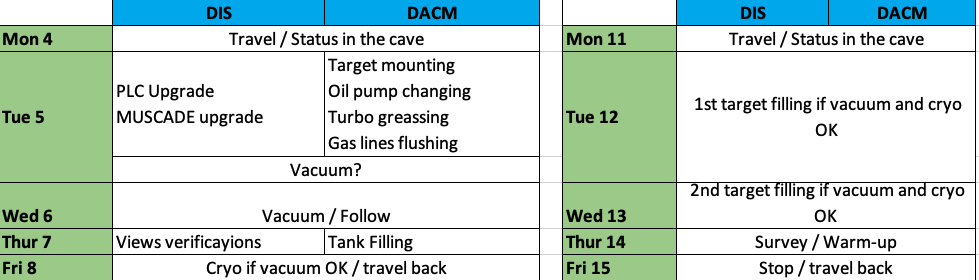 DIS DACM
Mon 4 Travel / Status in the cave
Tue 5
PLC Upgrade
MUSCADE upgrade
Target mounting
Oil pump changing
Turbo greassing
Gas lines flushing
Vacuum?
Wed 6 Vacuum / Follow
Thur 7 Views verificayions Tank Filling
Fri 8 Cryo if vacuum OK / travel back
DIS DACM
Mon 11 Travel / Status in the cave
Tue 12
1st target filling if vacuum and cryo
OK
Wed 13
2nd target filling if vacuum and cryo
OK
Thur 14 Survey / Warm-up
Fri 15 Stop / travel back